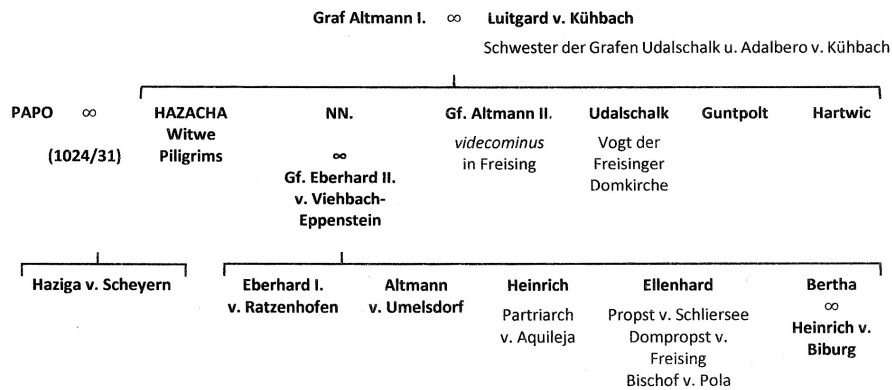 Graf Altmann I. ∞ Luitgard v. Kühbach
Schwester der Grafen Udalschalk u. Adalbero v. Kühbach
PAPO ∞ HAZACHA NN. Gf. Altmann II. Udalschalk Guntpolt Hartwic
Witwe videcominus Vogt der
(1024/31) Piligrims ∞ in Freising Freisinger
Gf. Eberhard II. Domkirche
v. Viehbach-
Eppenstein
Haziga v. Scheyern Eberhard I. Altmann Heinrich Ellenhard Bertha
v. Ratzenhofen v. Umelsdorf Partriarch Propst v. Schliersee ∞
v. Aquileja Dompropst v. Heinrich v.
Freising Biburg
Bischof v. Pola